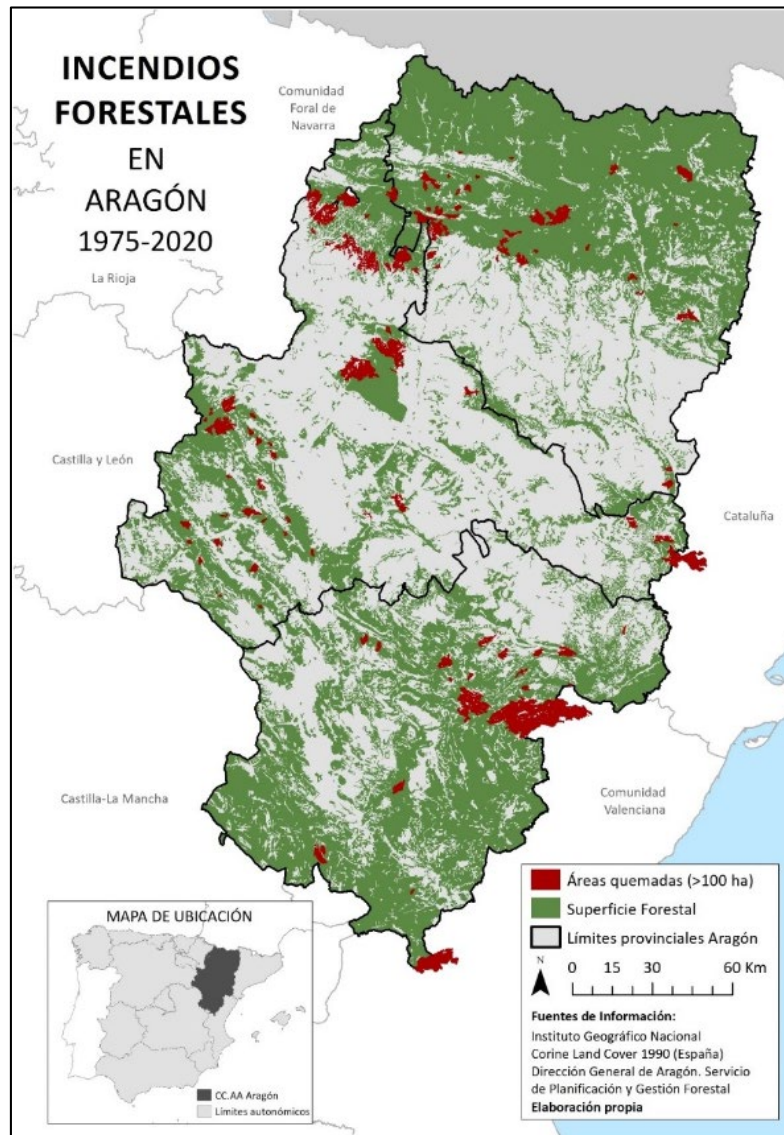 INCENDIOS
FORESTALES
EN
ARAGÓN
1975-2020
Comunidad
Foral de
Navarra
La Rioja
Castilla y León
Cataluña
Castilla-La Mancha
Comunidad
Valenciana
MAPA DE UBICACIÓN
CC.AA Aragón
Límites autonómicos
Áreas quemadas (>100 ha)
Superficie Forestal
Límites provinciales Aragón
N
0 15 30 60 Km
Fuentes de Información:
Instituto Geográfico Nacional
Corine Land Cover 1990 (España)
Dirección General de Aragón. Servicio
de Planificación y Gestión Forestal
Elaboración propia